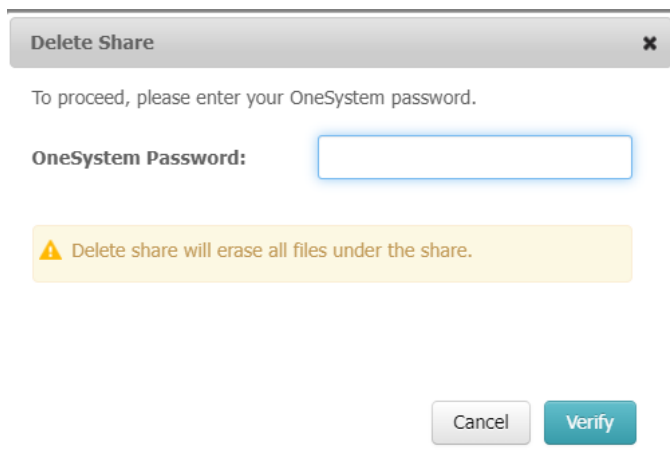 Delete Share
To proceed, please enter your OneSystem password.
OneSystem Password:
Delete share will erase all files under the share.
Cancel Verify